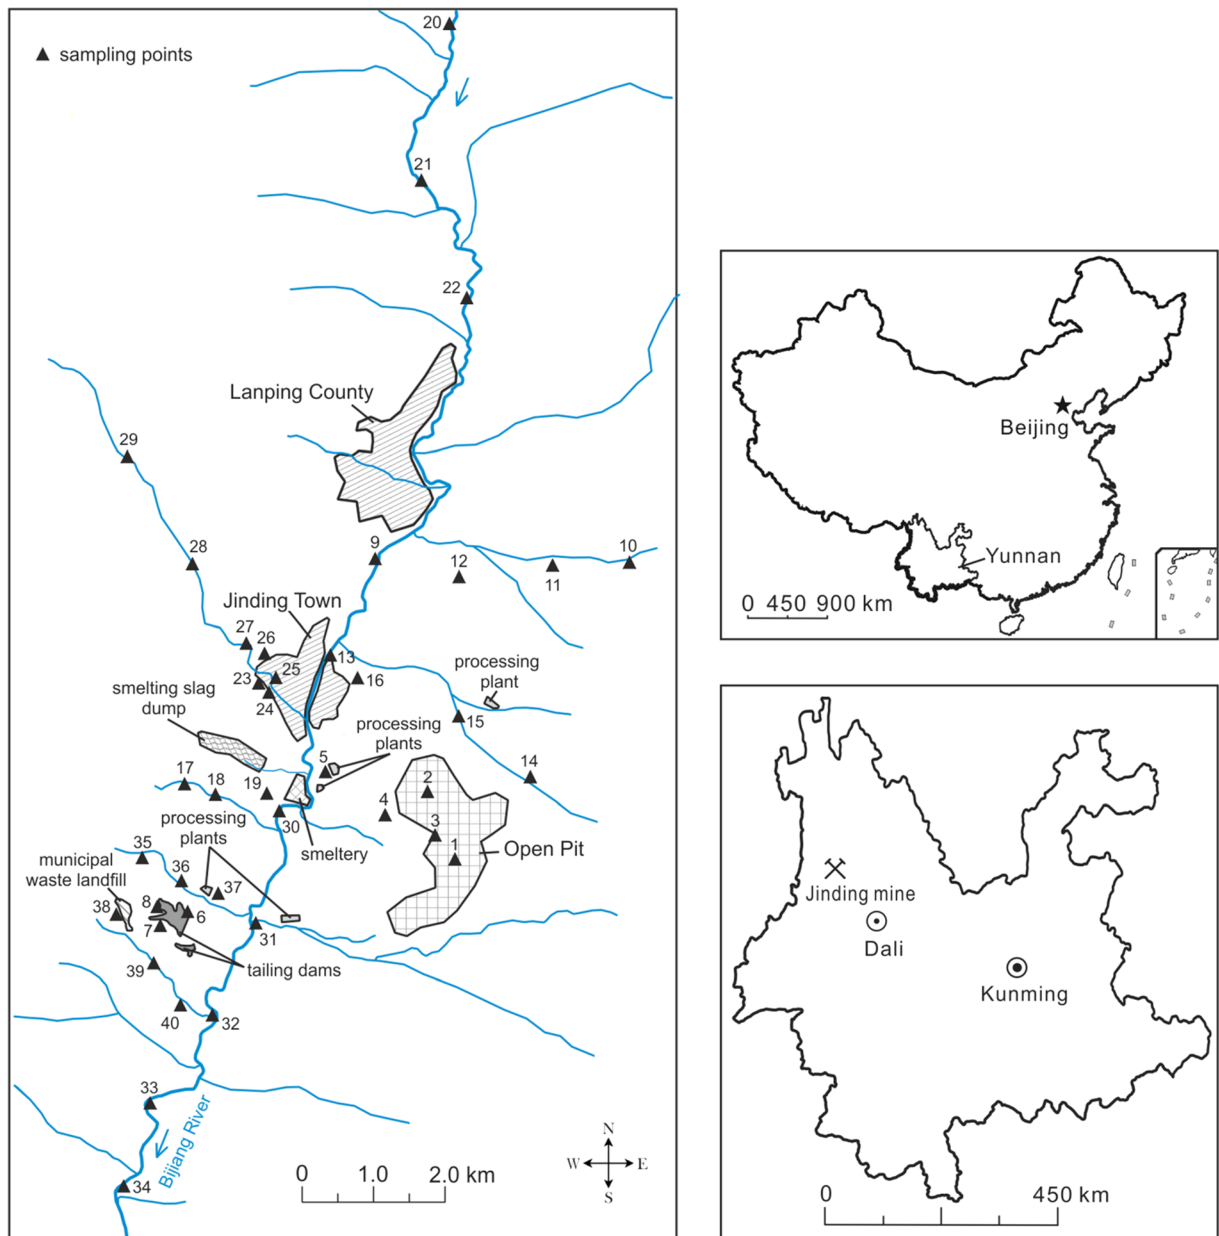 20
sampling points
21
22
Lanping County
29
28
9
12
10
11
Jinding Town
27
26
13
25
16
23
24
processing
plant
smelting slag
dump
15
processing
plants
5
14
17
18
19
2
4
30
3
processing
plants
1
Open Pit
smeltery
35
36
municipal
waste landfill
37
38
8
6
7
31
39
tailing dams
40
32
33
Bijiang River
34
0 1.0 2.0 km
N
W E
S
Beijing
Yunnan
0 450 900 km
Jinding mine
Dali
Kunming
0 450 km